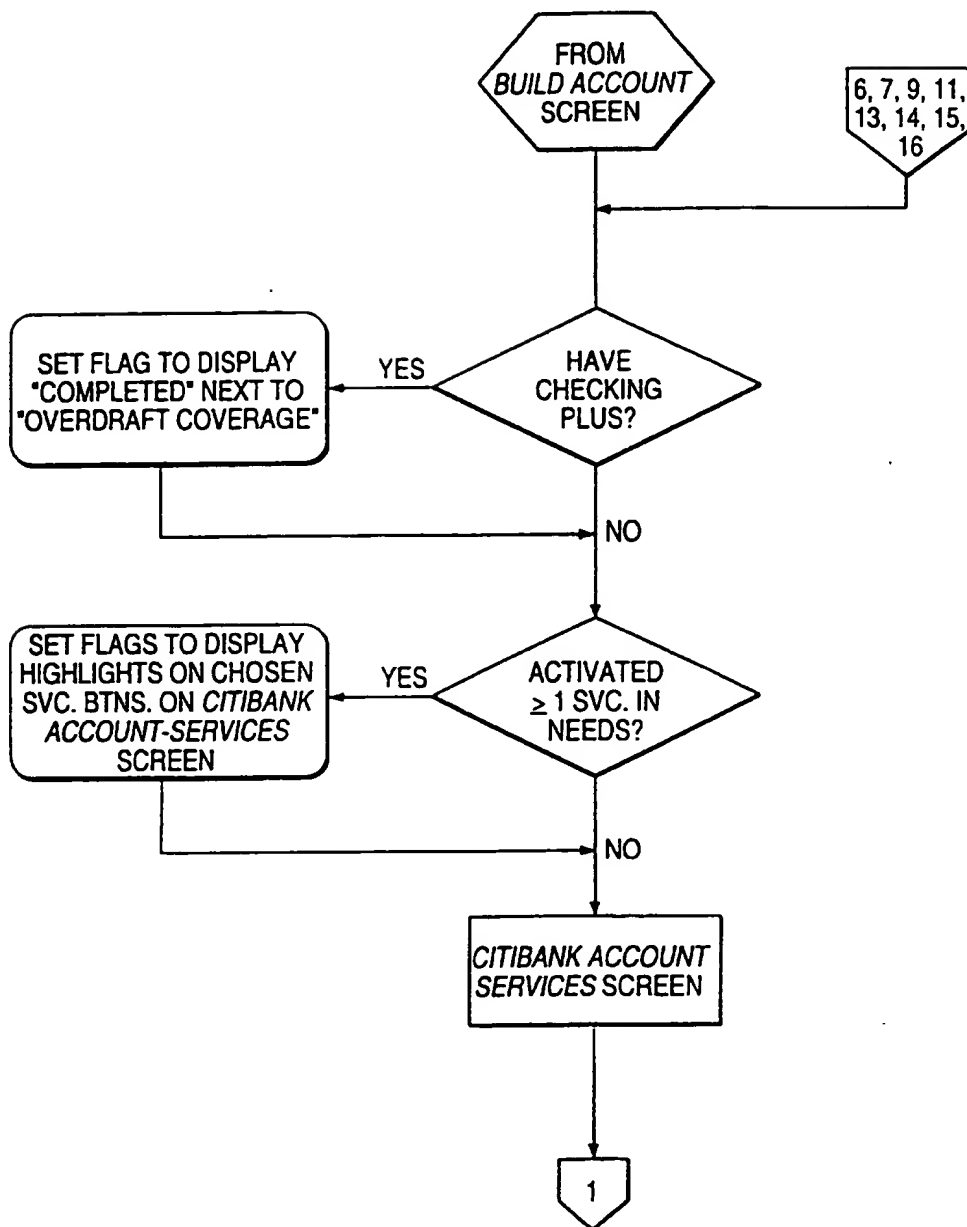 FROM
BUILD ACCOUNT
SCREEN
6, 7, 9, 11,
13, 14, 15,
16
HAVE
CHECKING
PLUS?
YES
SET FLAG TO DISPLAY
"COMPLETED" NEXT TO
"OVERDRAFT COVERAGE"
NO
ACTIVATED
≥ 1 SVC. IN
NEEDS?
YES
SET FLAGS TO DISPLAY
HIGHLIGHTS ON CHOSEN
SVC. BTNS. ON CITIBANK
ACCOUNT-SERVICES
SCREEN
NO
CITIBANK ACCOUNT
SERVICES SCREEN
1